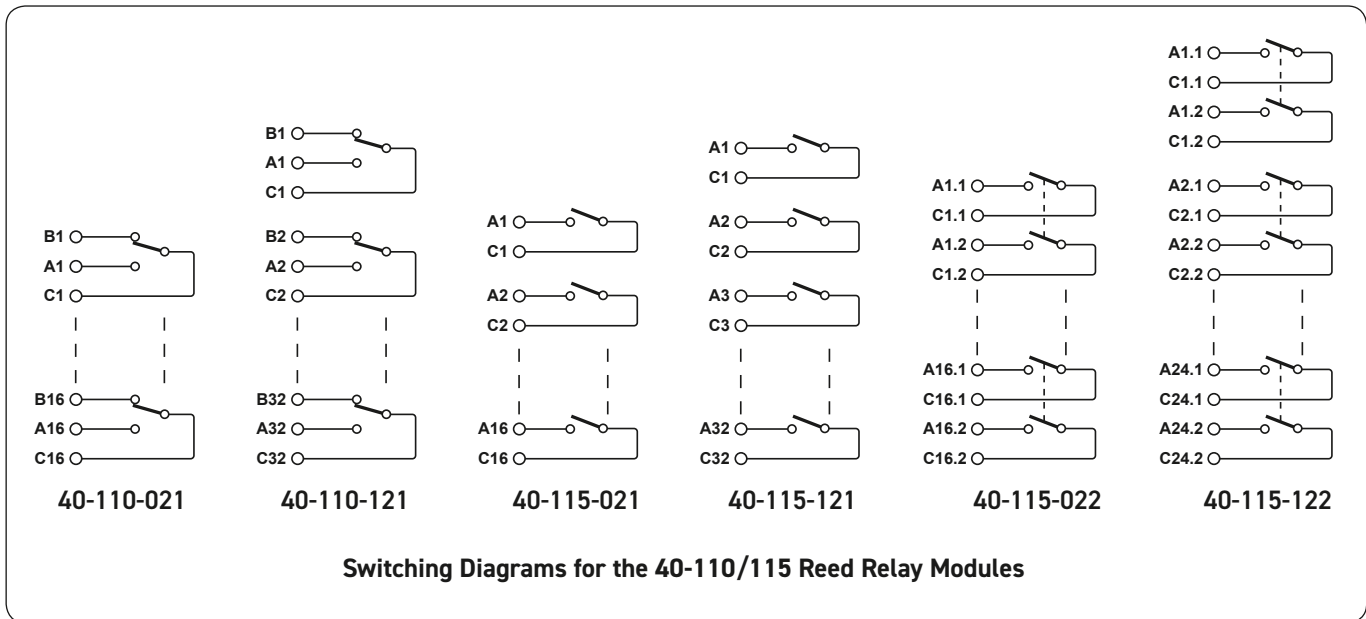 B1
A1
C1
B16
A16
C16
40-110-021
B1
A1
C1
B2
A2
C2
B32
A32
C32
40-110-121
A1
C1
A2
C2
A16
C16
40-115-021
A1
C1
A2
C2
A3
C3
A32
C32
40-115-121
A1.1
C1.1
A1.2
C1.2
A16.1
C16.1
A16.2
C16.2
40-115-022
A1.1
C1.1
A1.2
C1.2
A2.1
C2.1
A2.2
C2.2
A24.1
C24.1
A24.2
C24.2
40-115-122
Switching Diagrams for the 40-110/115 Reed Relay Modules